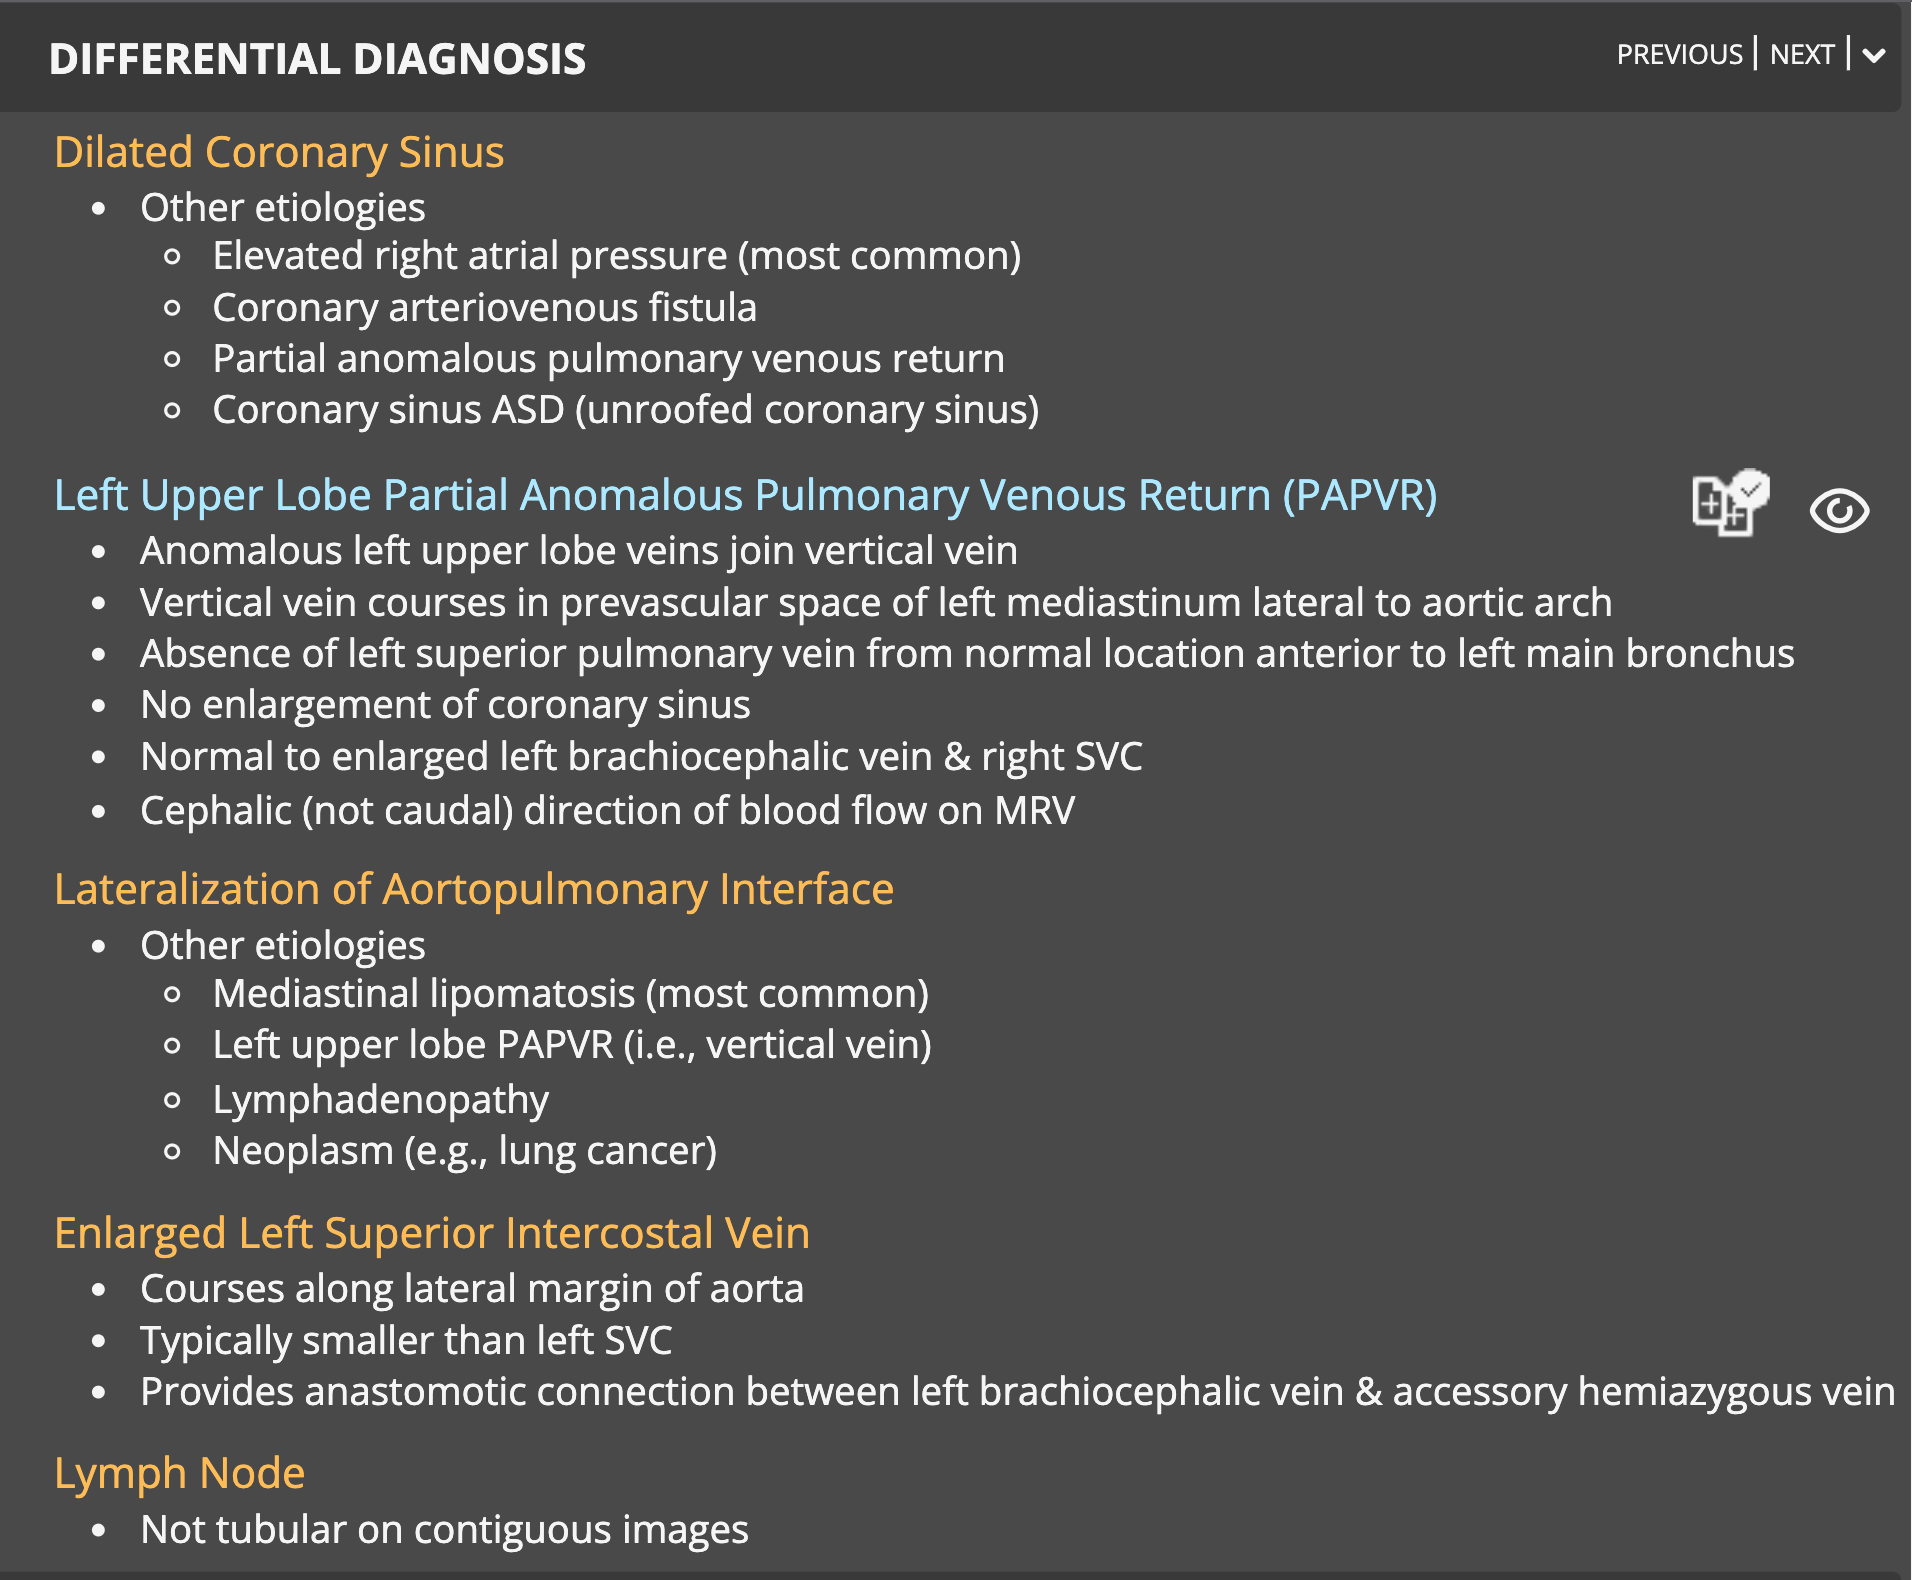 DIFFERENTIAL DIAGNOSIS
PREVIOUS | NEXT |
Dilated Coronary Sinus
• Other etiologies
◦ Elevated right atrial pressure (most common)
◦ Coronary arteriovenous fistula
◦ Partial anomalous pulmonary venous return
◦ Coronary sinus ASD (unroofed coronary sinus)
Left Upper Lobe Partial Anomalous Pulmonary Venous Return (PAPVR)
• Anomalous left upper lobe veins join vertical vein
• Vertical vein courses in prevascular space of left mediastinum lateral to aortic arch
• Absence of left superior pulmonary vein from normal location anterior to left main bronchus
• No enlargement of coronary sinus
• Normal to enlarged left brachiocephalic vein & right SVC
• Cephalic (not caudal) direction of blood flow on MRV
Lateralization of Aortopulmonary Interface
• Other etiologies
◦ Mediastinal lipomatosis (most common)
◦ Left upper lobe PAPVR (i.e., vertical vein)
◦ Lymphadenopathy
◦ Neoplasm (e.g., lung cancer)
Enlarged Left Superior Intercostal Vein
• Courses along lateral margin of aorta
• Typically smaller than left SVC
• Provides anastomotic connection between left brachiocephalic vein & accessory hemiazygous vein
Lymph Node
• Not tubular on contiguous images